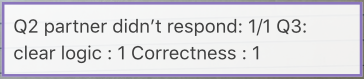 Q2 partner didn’t respond: 1/1 Q3:
clear logic : 1 Correctness : 1